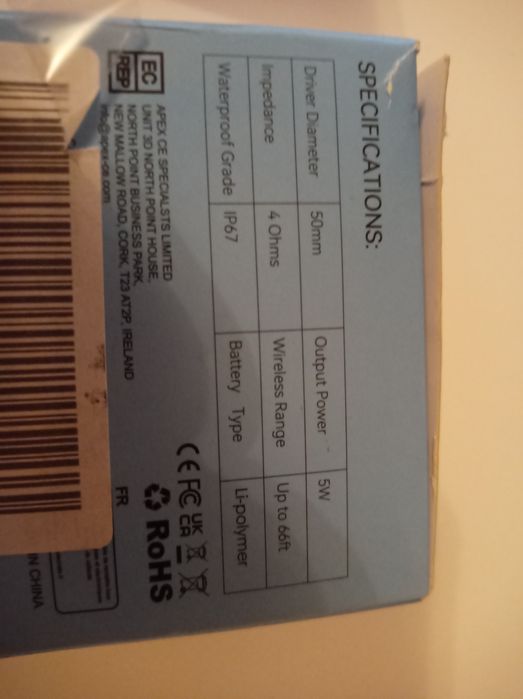 SPECIFICATIONS:
Driver Diameter 50mm Output Power 5W
Impedance 4 Ohms Wireless Range Up to 66ft
Waterproof Grade IP67 Battery Type Li-polymer
EC REP
APEX CE SPECIALSTS LIMITED
UNIT 3D NORTH POINT HOUSE,
NORTH POINT BUSINESS PARK,
NEW MALLOW ROAD, CORK, T23 AT2P, IRELAND
info@apex-ce.com
CE FC UK CA
RoHS
FR
IN CHINA